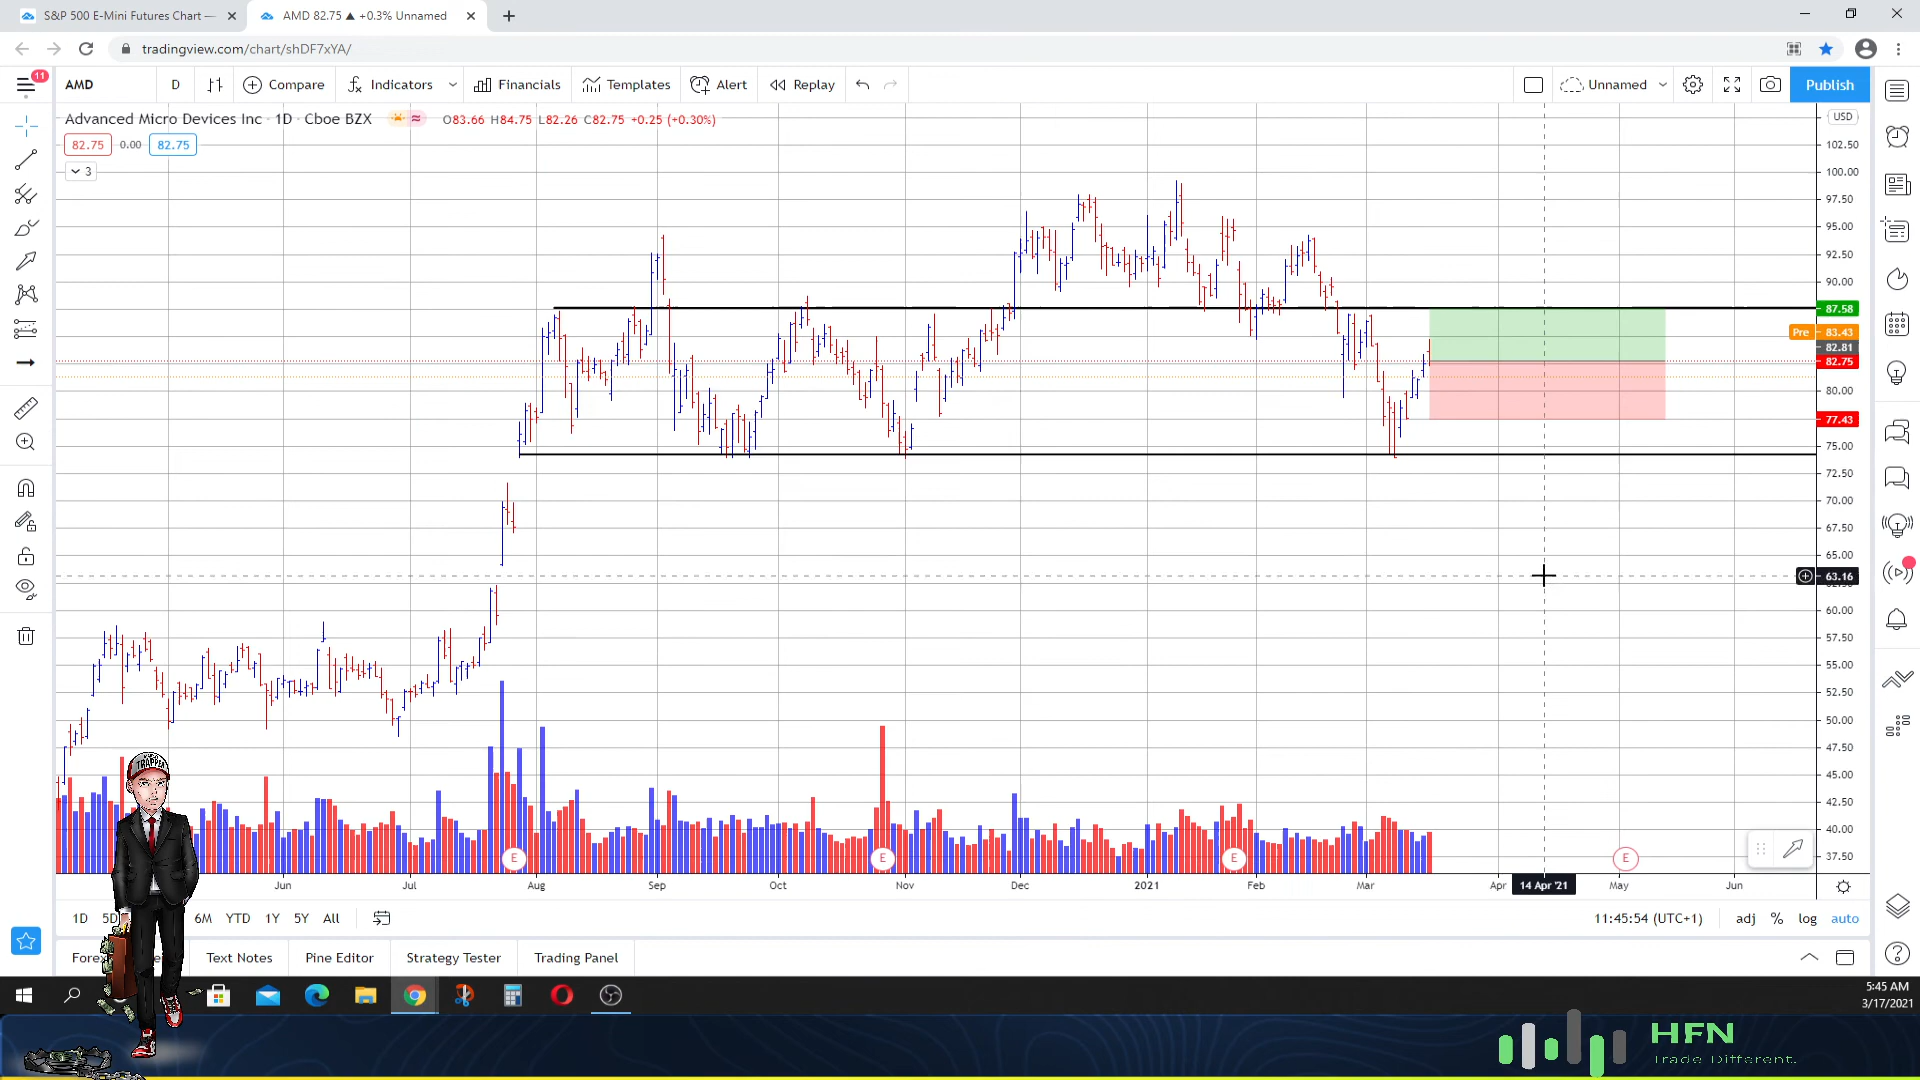 S&P 500 E-Mini Futures Chart —
AMD 82.75 ▲ +0.3% Unnamed
tradingview.com/chart/shDF7xYA/
11
AMD D Compare Indicators Financials Templates Alert Replay Unnamed Publish
Advanced Micro Devices Inc · 1D · Cboe BZX O83.66 H84.75 L82.26 C82.75 +0.25 (+0.30%)
82.75 0.00 82.75
3
USD
102.50
100.00
97.50
95.00
92.50
90.00
87.58
Pre 83.43
82.81
82.75
80.00
77.43
75.00
72.50
70.00
67.50
65.00
63.16
60.00
57.50
55.00
52.50
50.00
47.50
45.00
42.50
40.00
37.50
TRAPPER
E E E E
Jun Jul Aug Sep Oct Nov Dec 2021 Feb Mar Apr 14 Apr '21 May Jun
1D 5D 6M YTD 1Y 5Y All 11:45:54 (UTC+1) adj % log auto
Text Notes Pine Editor Strategy Tester Trading Panel
5:45 AM
3/17/2021
HFN
Trade Different.